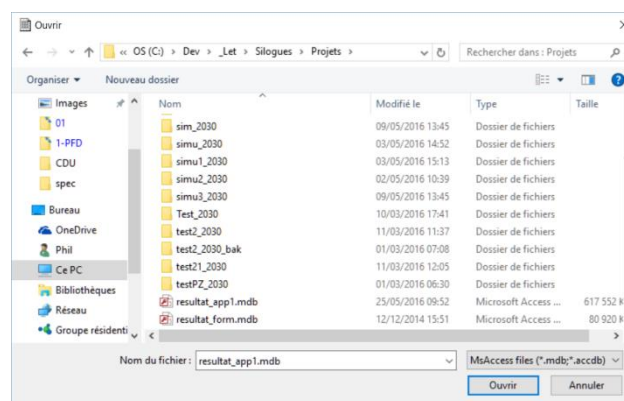 Ouvrir
« OS (C:) > Dev > _Let > Silogues > Projets >
Rechercher dans : Projets
Organiser
Nouveau dossier
Images
01
1-PFD
CDU
spec
Bureau
OneDrive
Phil
Ce PC
Bibliothèques
Réseau
Groupe résidenti
Nom Modifié le Type Taille
sim_2030 09/05/2016 13:45 Dossier de fichiers
simu_2030 03/05/2016 14:52 Dossier de fichiers
simu1_2030 03/05/2016 15:13 Dossier de fichiers
simu2_2030 02/05/2016 10:39 Dossier de fichiers
simu3_2030 09/05/2016 13:45 Dossier de fichiers
Test_2030 10/03/2016 17:41 Dossier de fichiers
test2_2030 11/03/2016 11:37 Dossier de fichiers
test2_2030_bak 01/03/2016 07:08 Dossier de fichiers
test21_2030 11/03/2016 12:05 Dossier de fichiers
testPZ_2030 01/03/2016 06:30 Dossier de fichiers
resultat_app1.mdb 25/05/2016 09:52 Microsoft Access ... 617 552 K
resultat_form.mdb 12/12/2014 15:51 Microsoft Access ... 80 920 K
Nom du fichier : resultat_app1.mdb
MsAccess files (*.mdb;*.accdb)
Ouvrir
Annuler